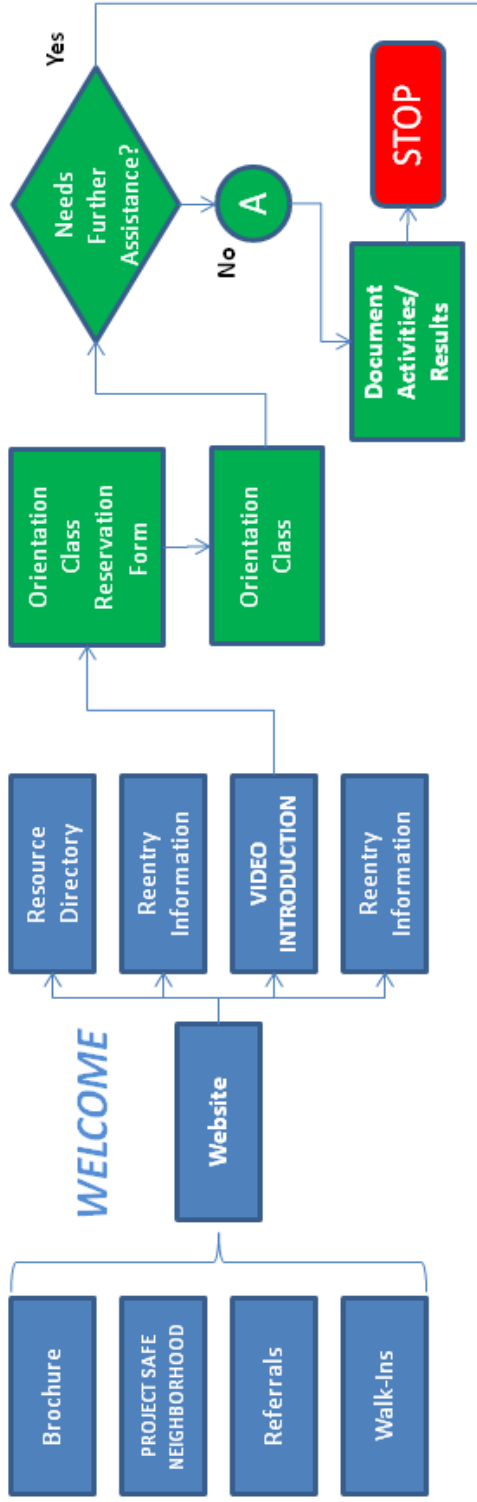 WELCOME
Brochure
PROJECT SAFE
NEIGHBORHOOD
Referrals
Walk-Ins
Website
Resource
Directory
Reentry
Information
VIDEO
INTRODUCTION
Reentry
Information
Orientation
Class
Reservation
Form
Orientation
Class
Needs
Further
Assistance?
Yes
No
A
Document
Activities/
Results
STOP